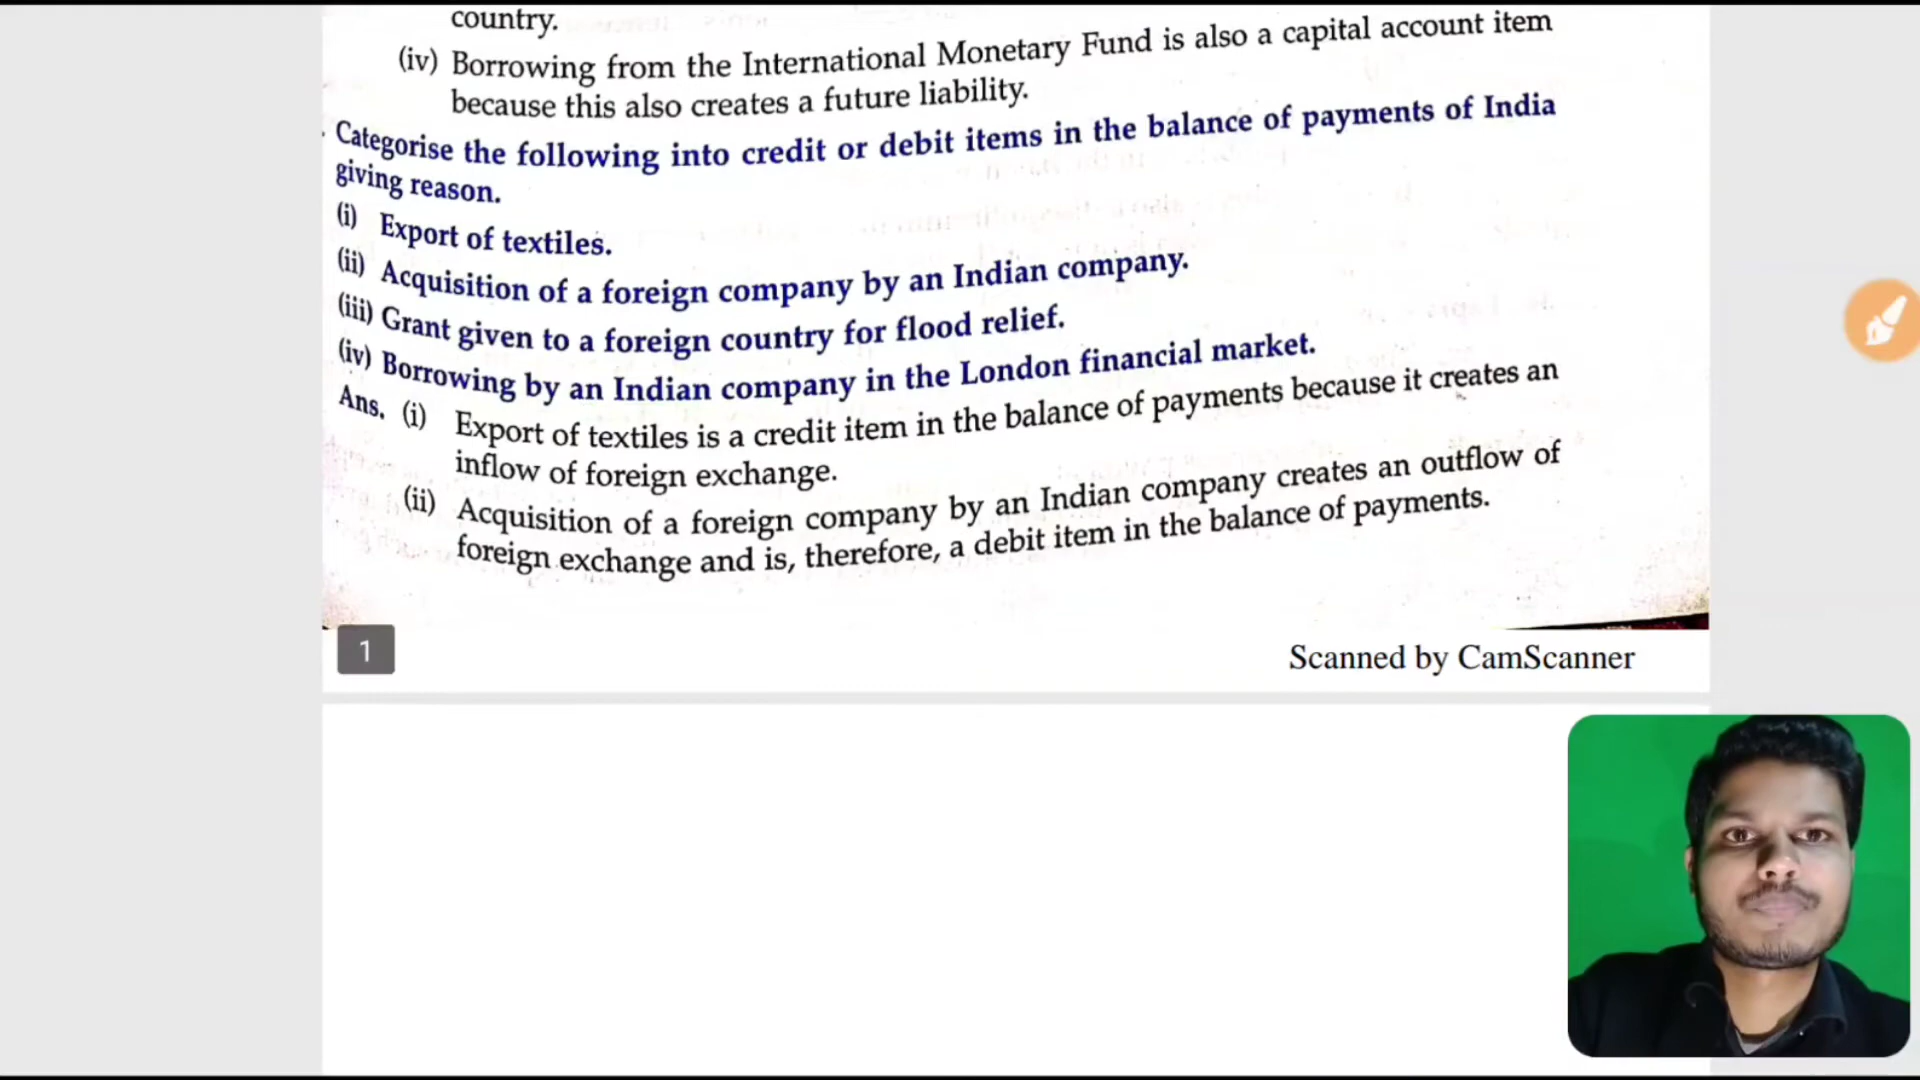 country.
(iv) Borrowing from the International Monetary Fund is also a capital account item
because this also creates a future liability.
. Categorise the following into credit or debit items in the balance of payments of India
giving reason.
(i) Export of textiles.
(ii) Acquisition of a foreign company by an Indian company.
(iii) Grant given to a foreign country for flood relief.
(iv) Borrowing by an Indian company in the London financial market.
Ans. (i) Export of textiles is a credit item in the balance of payments because it creates an
inflow of foreign exchange.
(ii) Acquisition of a foreign company by an Indian company creates an outflow of
foreign exchange and is, therefore, a debit item in the balance of payments.
1
Scanned by CamScanner